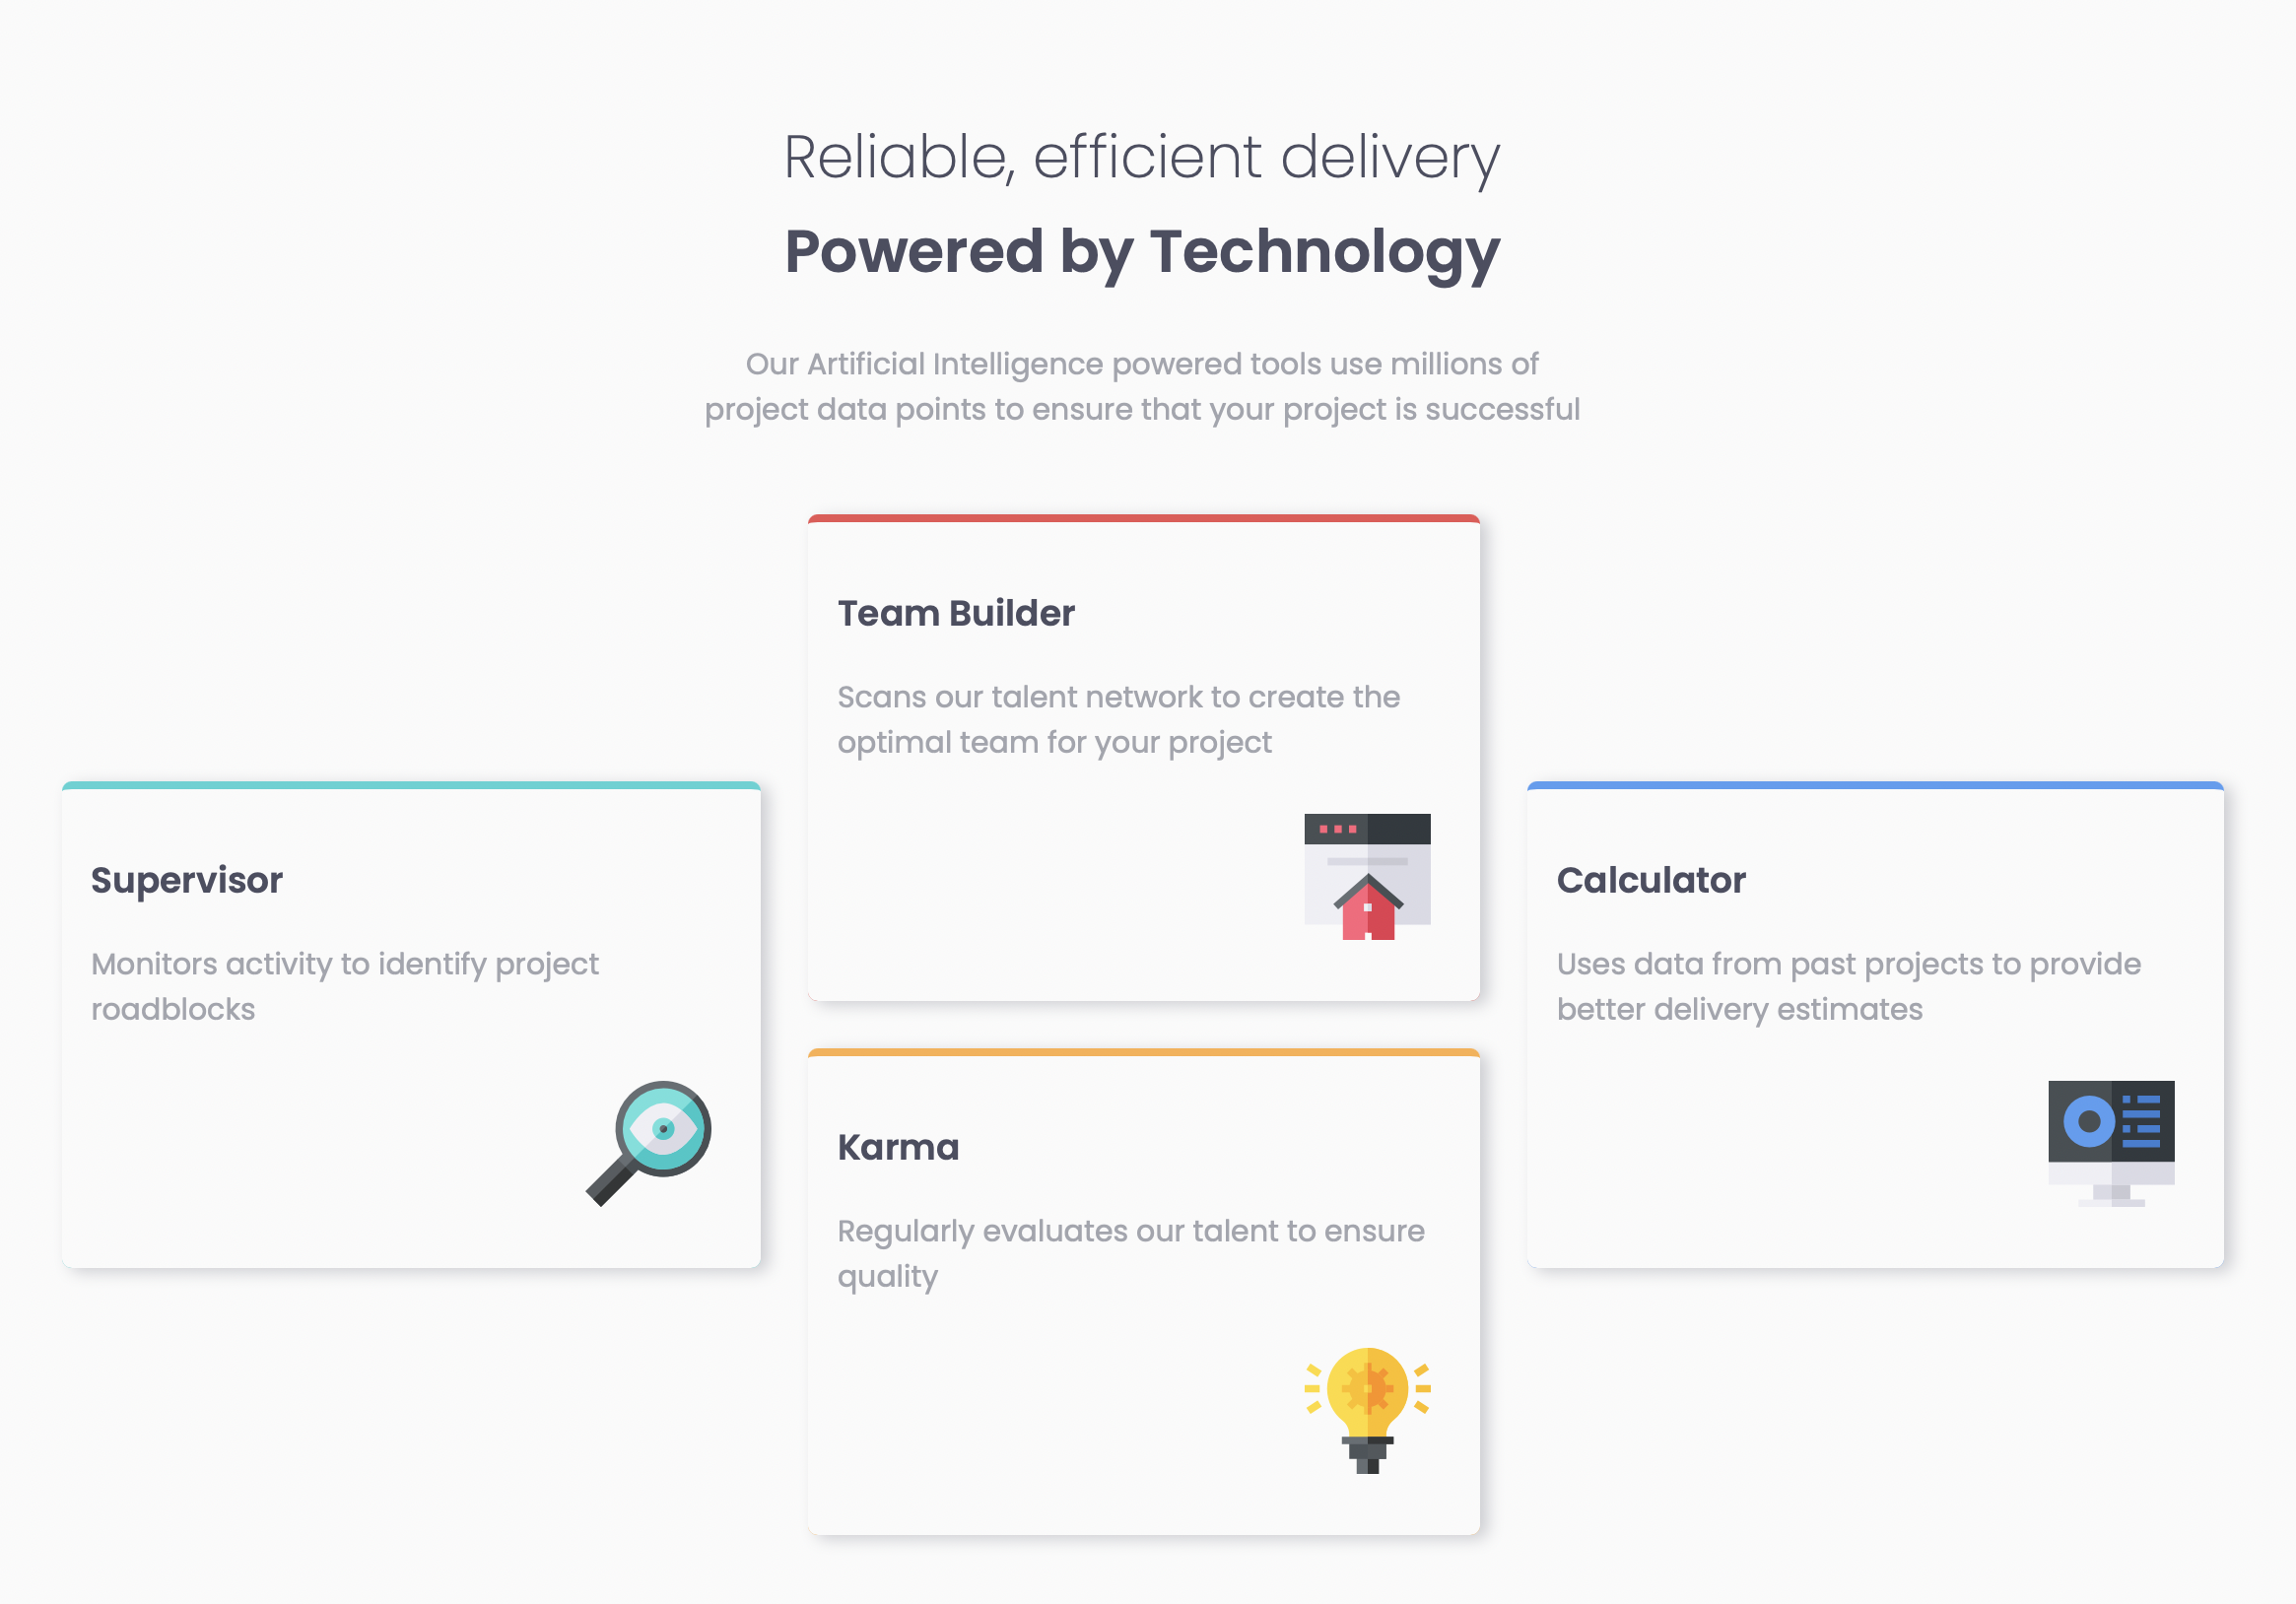 Reliable, efficient delivery
Powered by Technology
Our Artificial Intelligence powered tools use millions of
project data points to ensure that your project is successful
Team Builder
Scans our talent network to create the
optimal team for your project
Supervisor
Monitors activity to identify project
roadblocks
Calculator
Uses data from past projects to provide
better delivery estimates
Karma
Regularly evaluates our talent to ensure
quality